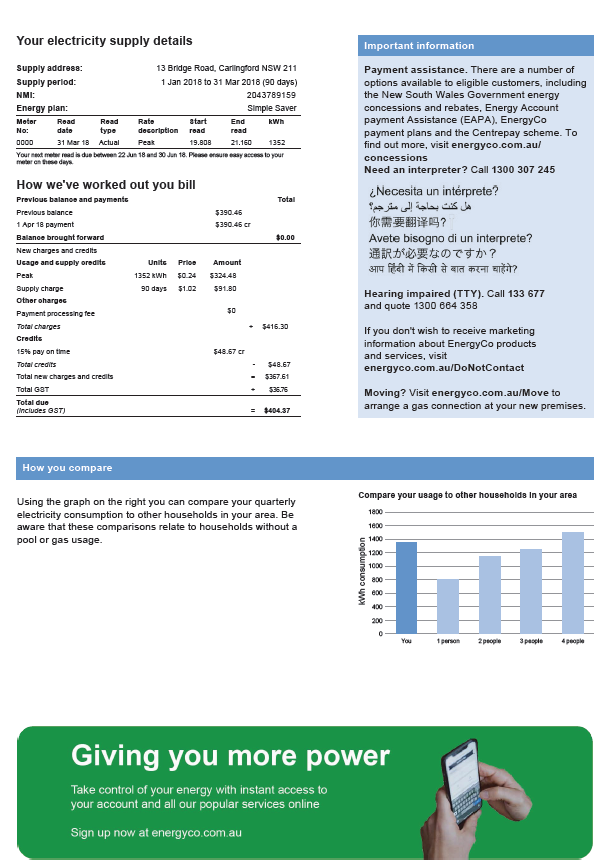 Your electricity supply details
Supply address: 13 Bridge Road, Carlingford NSW 211
Supply period: 1 Jan 2018 to 31 Mar 2018 (90 days)
NMI: 2043789159
Energy plan: Simple Saver
Meter No: Read date Read type Rate description Start read End read kWh
0000 31 Mar 18 Actual Peak 19.808 21.160 1352
Your next meter read is due between 22 Jun 18 and 30 Jun 18. Please ensure easy access to your
meter on these days.
How we've worked out you bill
Previous balance and payments Total
Previous balance $390.46
1 Apr 18 payment $390.46 cr
Balance brought forward $0.00
New charges and credits
Usage and supply credits Units Price Amount
Peak 1352 kWh $0.24 $324.48
Supply charge 90 days $1.02 $91.80
Other charges
Payment processing fee $0
Total charges + $416.30
Credits
15% pay on time $48.67 cr
Total credits - $48.67
Total new charges and credits = $367.61
Total GST + $36.76
Total due
(includes GST) = $404.37
Important information
Payment assistance. There are a number of
options available to eligible customers, including
the New South Wales Government energy
concessions and rebates, Energy Account
payment Assistance (EAPA), EnergyCo
payment plans and the Centrepay scheme. To
find out more, visit energyco.com.au/
concessions
Need an interpreter? Call 1300 307 245
¿Necesita un intérprete?
هل كنت بحاجة إلى مترجم؟
你需要翻译吗?
Avete bisogno di un interprete?
通訳が必要なのですか？
आप हिंदी में किसी से बात करना चाहेंगे?
Hearing impaired (TTY). Call 133 677
and quote 1300 664 358
If you don't wish to receive marketing
information about EnergyCo products
and services, visit
energyco.com.au/DoNotContact
Moving? Visit energyco.com.au/Move to
arrange a gas connection at your new premises.
How you compare
Using the graph on the right you can compare your quarterly
electricity consumption to other households in your area. Be
aware that these comparisons relate to households without a
pool or gas usage.
Compare your usage to other households in your area
kWh consumption
1800
1600
1400
1200
1000
800
600
400
200
0
You 1 person 2 people 3 people 4 people
Giving you more power
Take control of your energy with instant access to
your account and all our popular services online
Sign up now at energyco.com.au